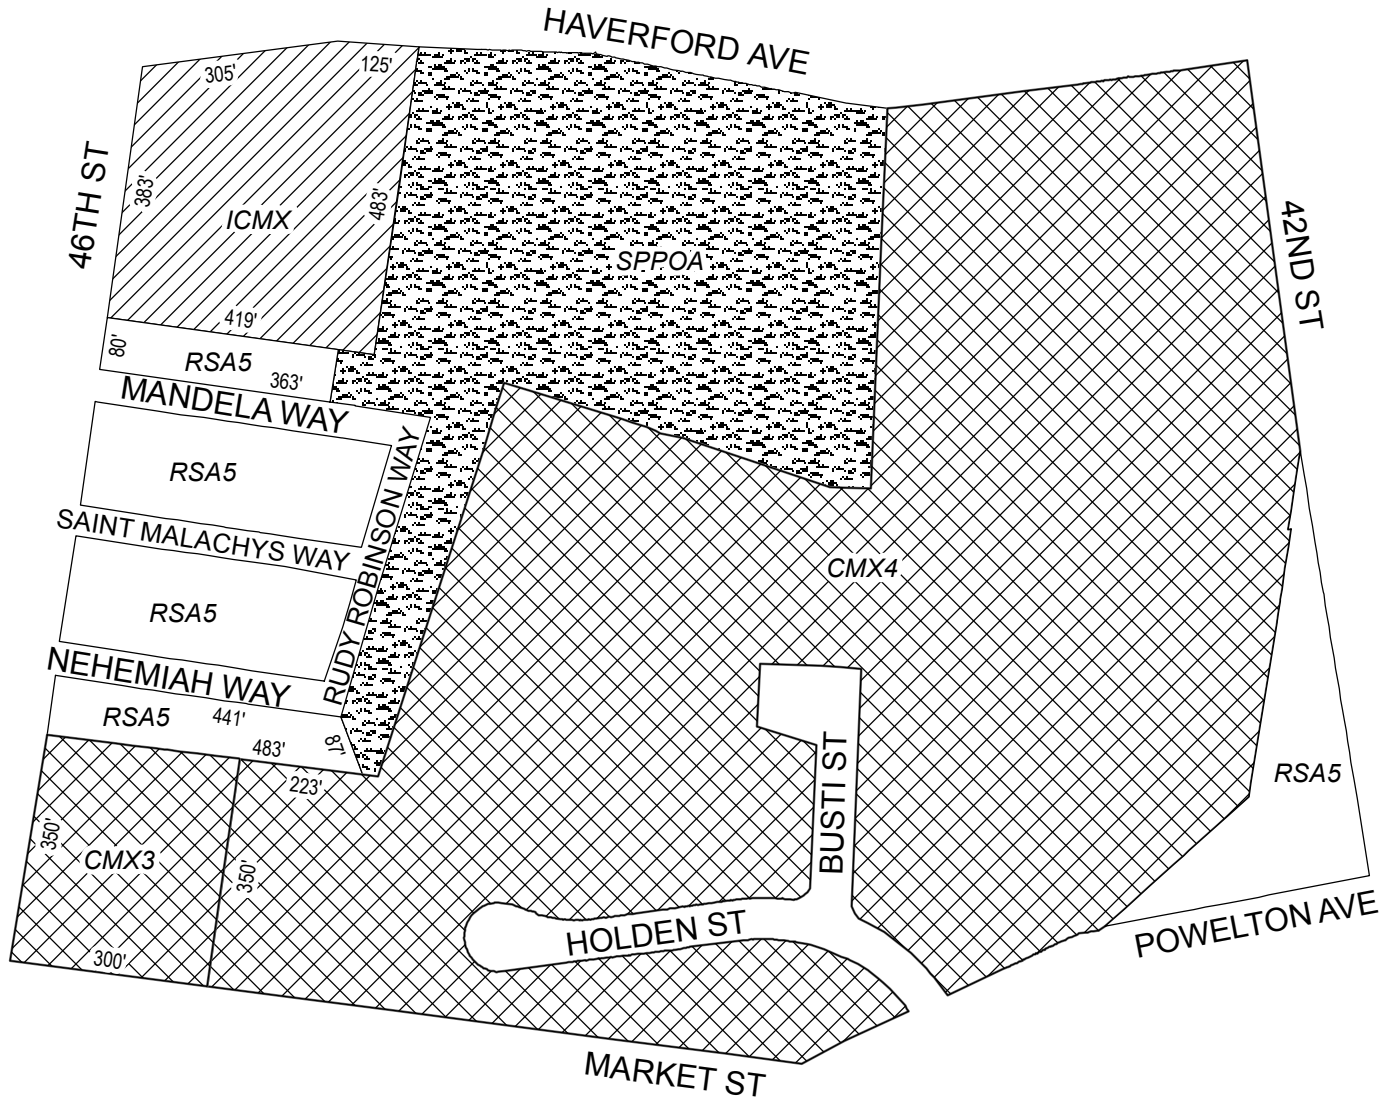 HAVERFORD AVE
305'
125'
46TH ST
383'
483'
ICMX
42ND ST
SPPOA
419'
80'
RSA5
363'
MANDELA WAY
RSA5
RUDY ROBINSON WAY
SAINT MALACHYS WAY
CMX4
RSA5
NEHEMIAH WAY
RSA5
441'
483'
87'
223'
RSA5
BUSTI ST
350'
CMX3
350'
HOLDEN ST
POWELTON AVE
300'
MARKET ST